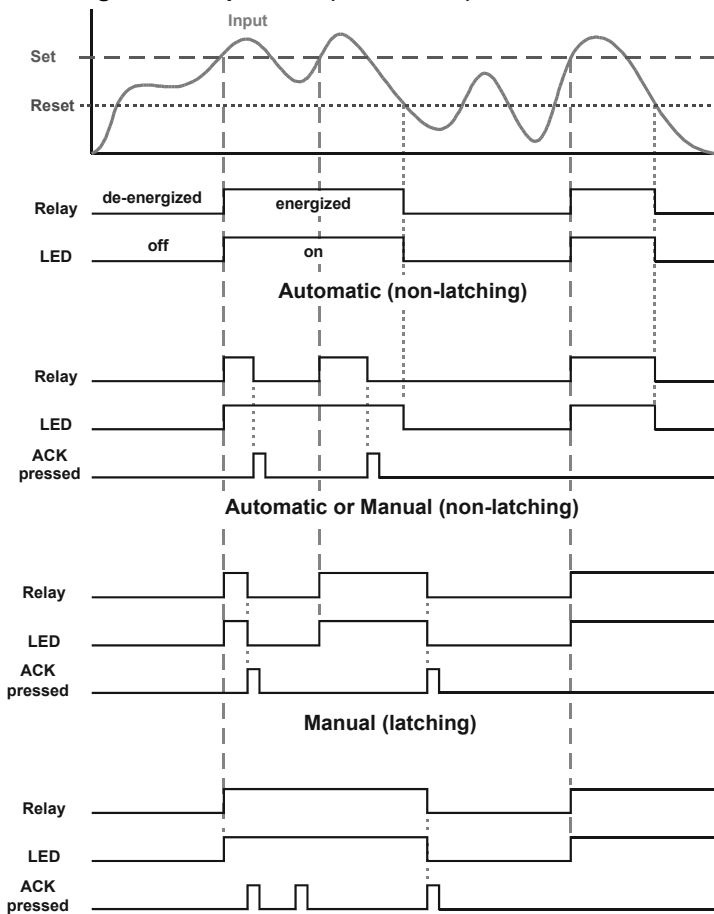 Input
Set
Reset
Relay de-energized energized
LED off on
Automatic (non-latching)
Relay
LED
ACK
pressed
Automatic or Manual (non-latching)
Relay
LED
ACK
pressed
Manual (latching)
Relay
LED
ACK
pressed